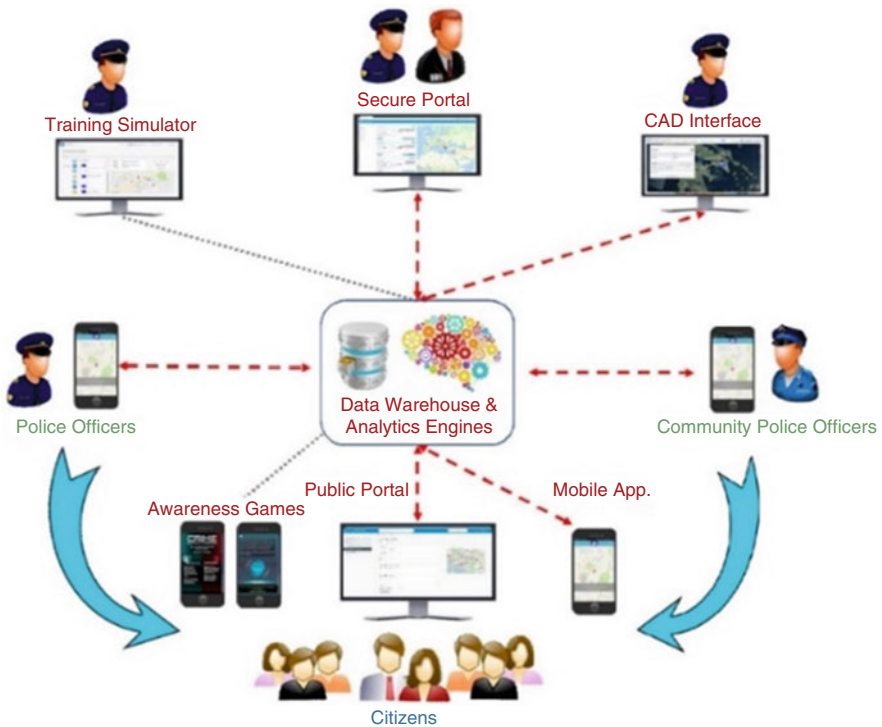 Secure Portal
Training Simulator
CAD Interface
Data Warehouse &
Analytics Engines
Police Officers
Community Police Officers
Public Portal
Mobile App.
Awareness Games
CRIME
Citizens